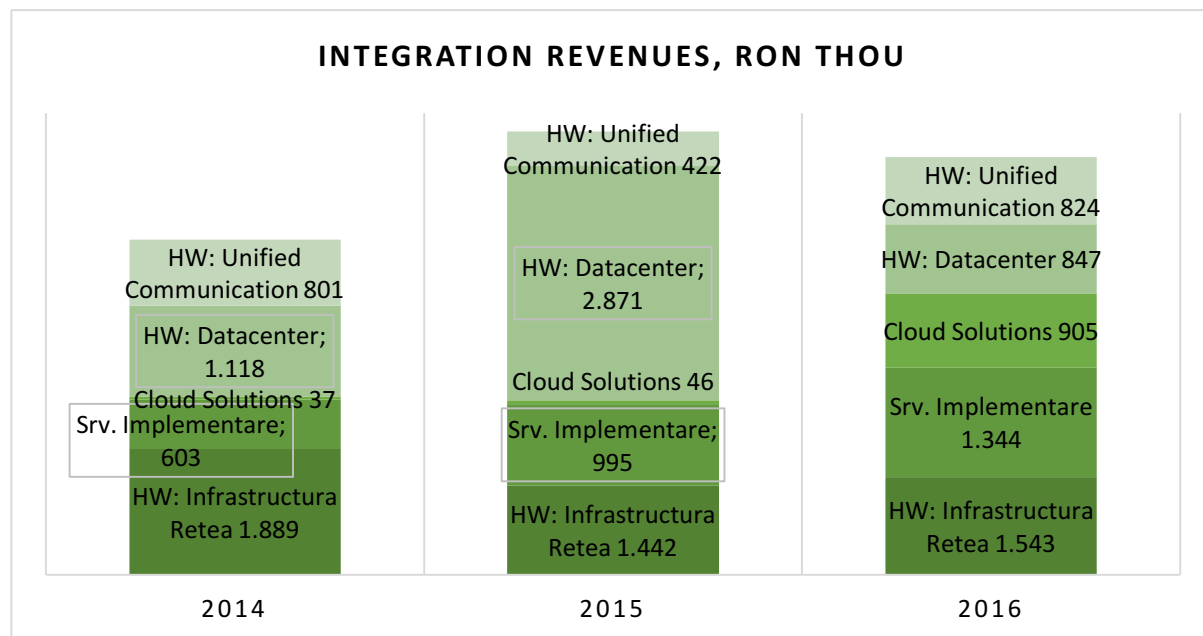 INTEGRATION REVENUES, RON THOU
HW: Unified
Communication 801
HW: Datacenter;
1.118
Cloud Solutions 37
Srv. Implementare;
603
HW: Infrastructura
Retea 1.889
HW: Unified
Communication 422
HW: Datacenter;
2.871
Cloud Solutions 46
Srv. Implementare;
995
HW: Infrastructura
Retea 1.442
HW: Unified
Communication 824
HW: Datacenter 847
Cloud Solutions 905
Srv. Implementare
1.344
HW: Infrastructura
Retea 1.543
2014
2015
2016